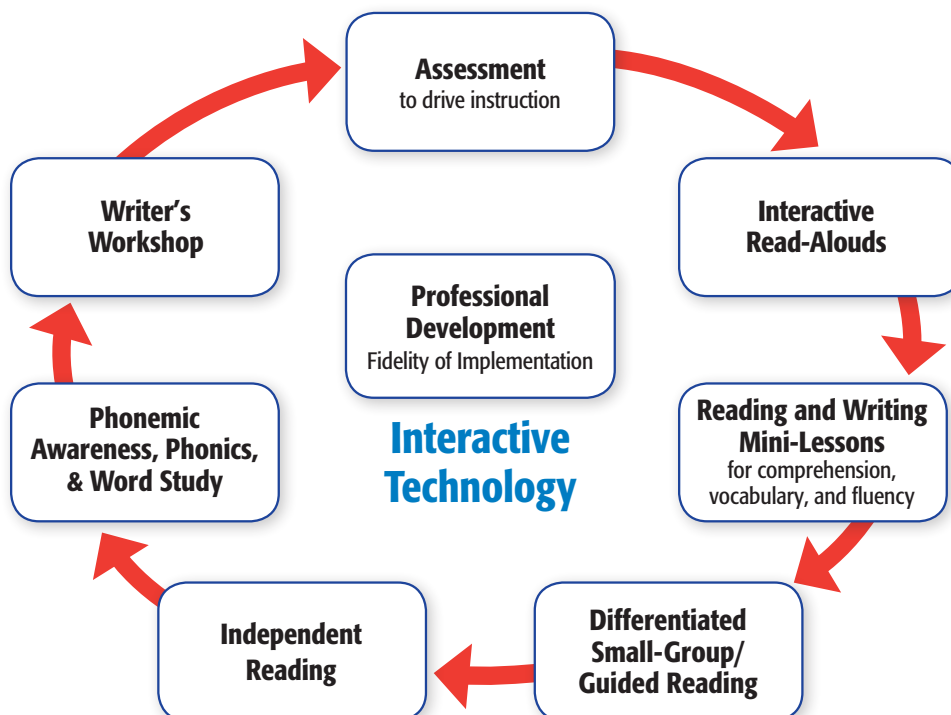 Assessment
to drive instruction
Interactive
Read-Alouds
Reading and Writing
Mini-Lessons
for comprehension,
vocabulary, and fluency
Differentiated
Small-Group/
Guided Reading
Independent
Reading
Phonemic
Awareness, Phonics,
& Word Study
Writer’s
Workshop
Professional
Development
Fidelity of Implementation
Interactive
Technology